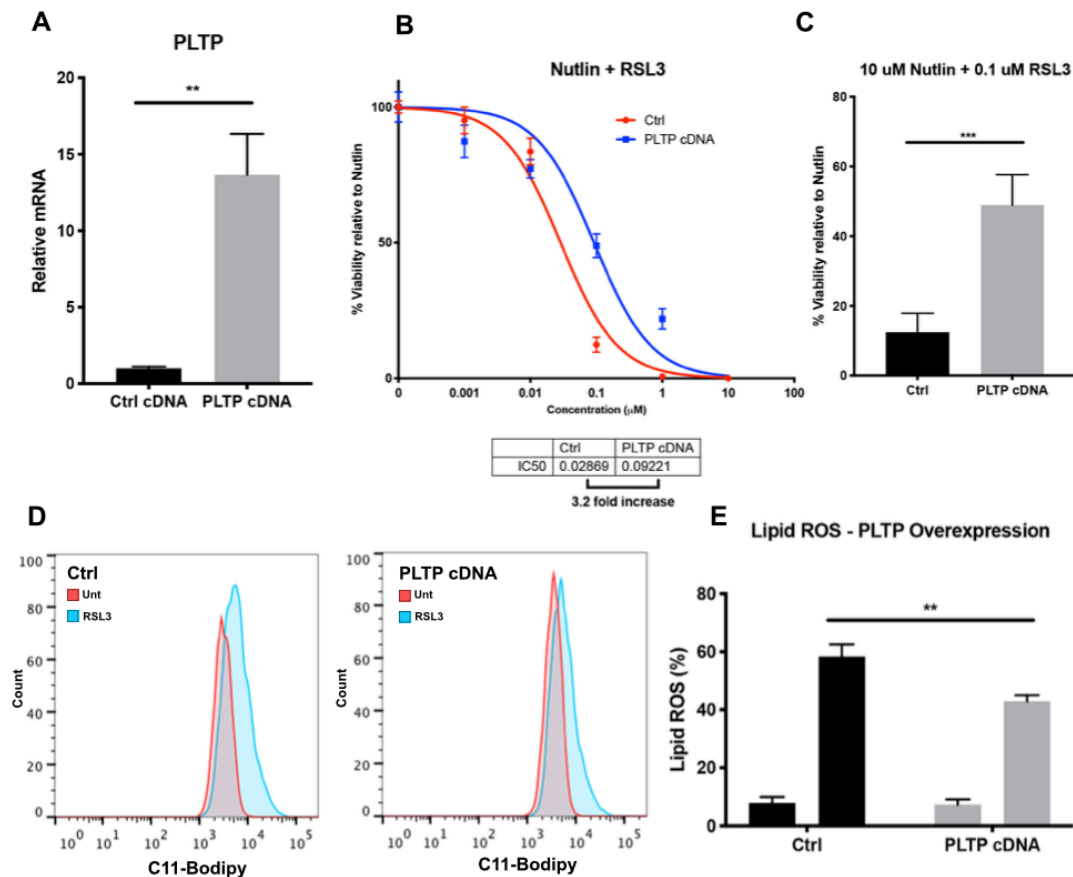 A
PLTP
**
Relative mRNA
20
15
10
5
0
Ctrl cDNA PLTP cDNA
B
Nutlin + RSL3
% Viability relative to Nutlin
100
50
0
Ctrl
PLTP cDNA
0 0.001 0.01 0.1 1 10 100
Concentration (μM)
Ctrl PLTP cDNA
IC50 0.02869 0.09221
3.2 fold increase
C
10 uM Nutlin + 0.1 uM RSL3
***
% Viability relative to Nutlin
80
60
40
20
0
Ctrl PLTP cDNA
D
Ctrl
Unt
RSL3
Count
100
80
60
40
20
0
10^0 10^1 10^2 10^3 10^4 10^5
C11-Bodipy
PLTP cDNA
Unt
RSL3
Count
100
80
60
40
20
0
10^0 10^1 10^2 10^3 10^4 10^5
C11-Bodipy
E
Lipid ROS - PLTP Overexpression
**
Lipid ROS (%)
80
60
40
20
0
Ctrl PLTP cDNA